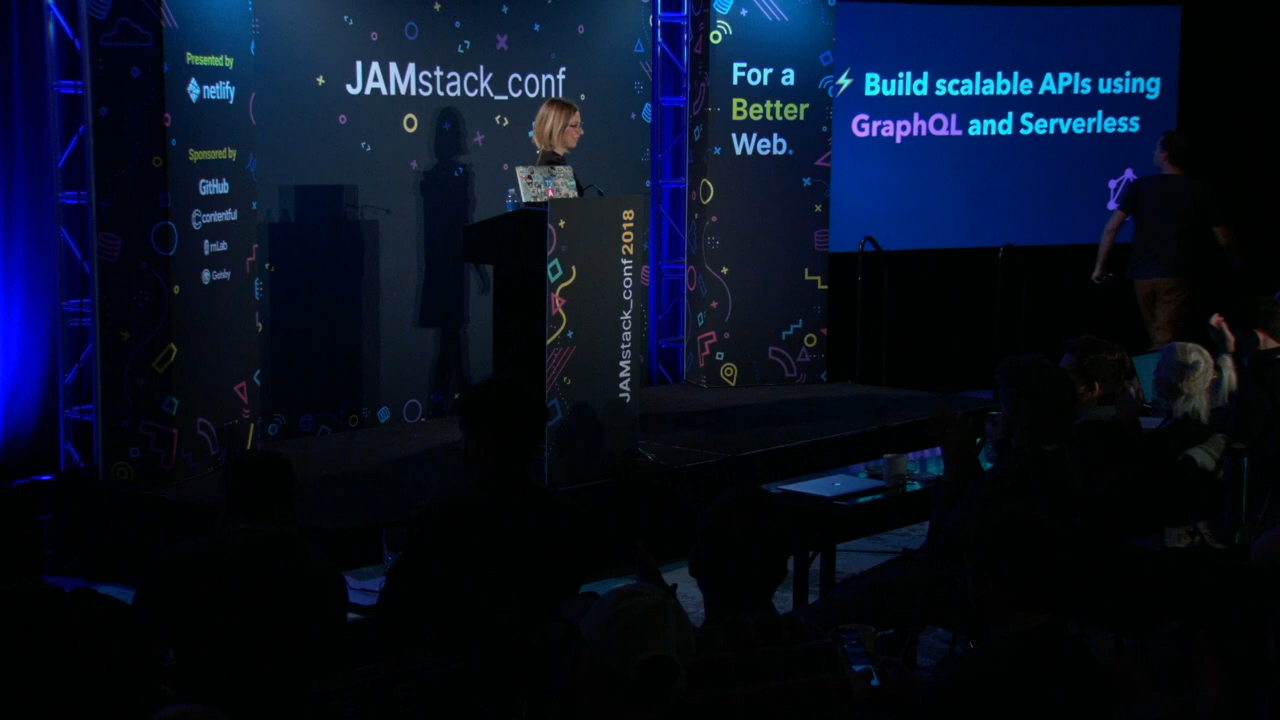 Presented by
netlify
Sponsored by
GitHub
contentful
mLab
Gatsby
JAMstack_conf
For a
Better
Web.
⚡ Build scalable APIs using
GraphQL and Serverless
JAMstack_conf 2018